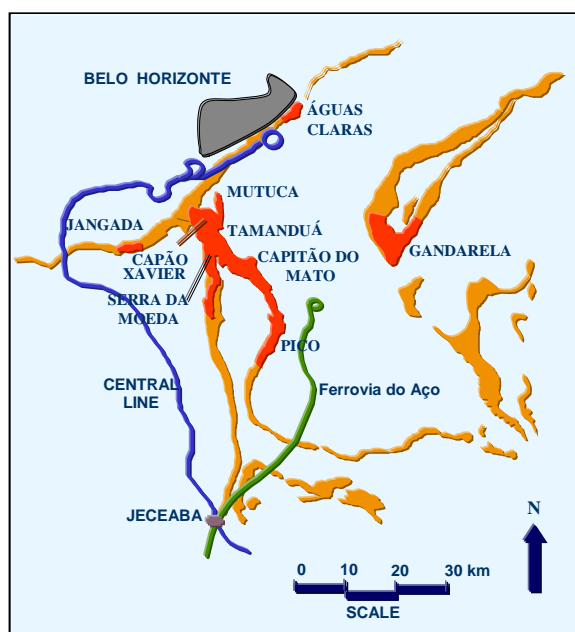 BELO HORIZONTE
ÁGUAS
CLARAS
MUTUCA
JANGADA
TAMANDUÁ
CAPÃO
XAVIER
CAPITÃO DO
MATO
GANDARELA
SERRA DA
MOEDA
PICO
CENTRAL
LINE
Ferrovia do Aço
JECEABA
N
0 10 20 30 km
SCALE